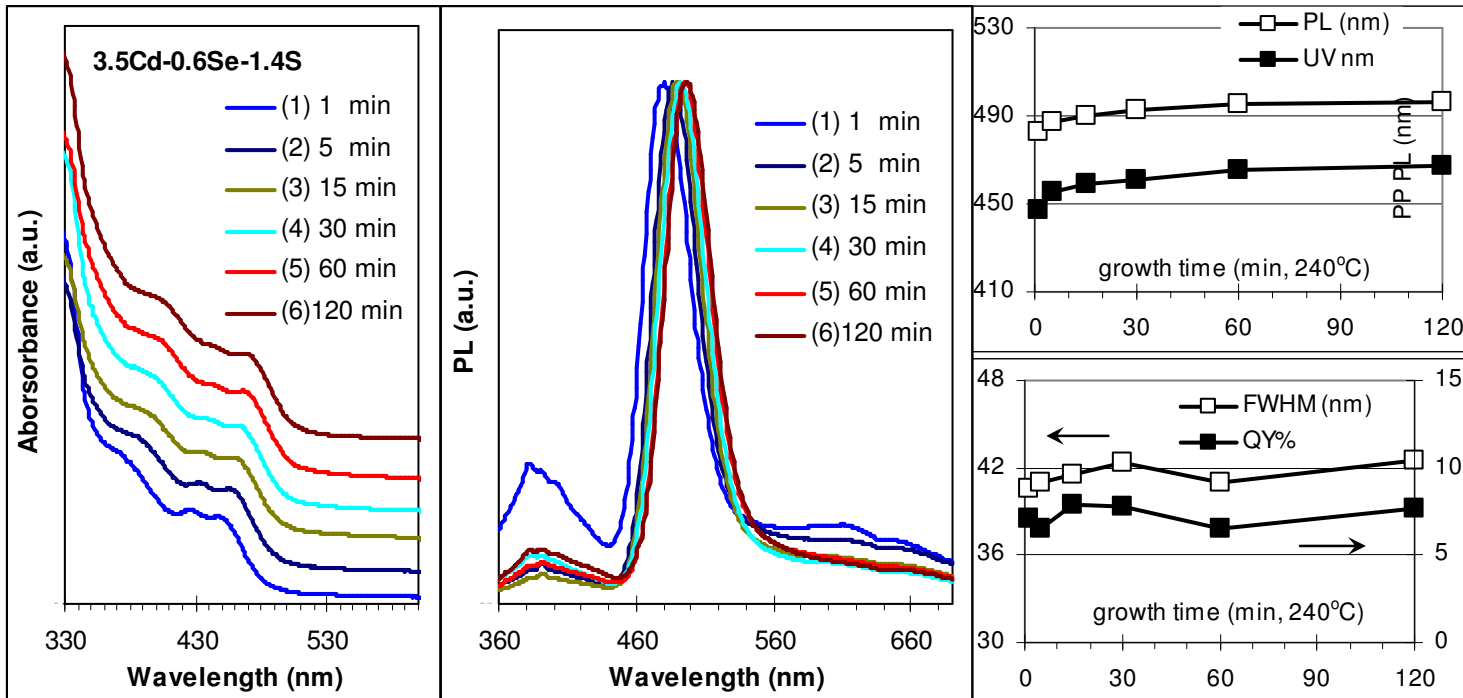 3.5Cd-0.6Se-1.4S
(1) 1 min
(2) 5 min
(3) 15 min
(4) 30 min
(5) 60 min
(6)120 min
Aborsorbance (a.u.)
330 430 530
Wavelength (nm)
(1) 1 min
(2) 5 min
(3) 15 min
(4) 30 min
(5) 60 min
(6)120 min
PL (a.u.)
360 460 560 660
Wavelength (nm)
530
490
450
410
PL (nm)
UV nm
PP PL (nm)
growth time (min, 240°C)
0 30 60 90 120
48
42
36
30
15
10
5
0
FWHM (nm)
QY%
growth time (min, 240°C)
0 30 60 90 120